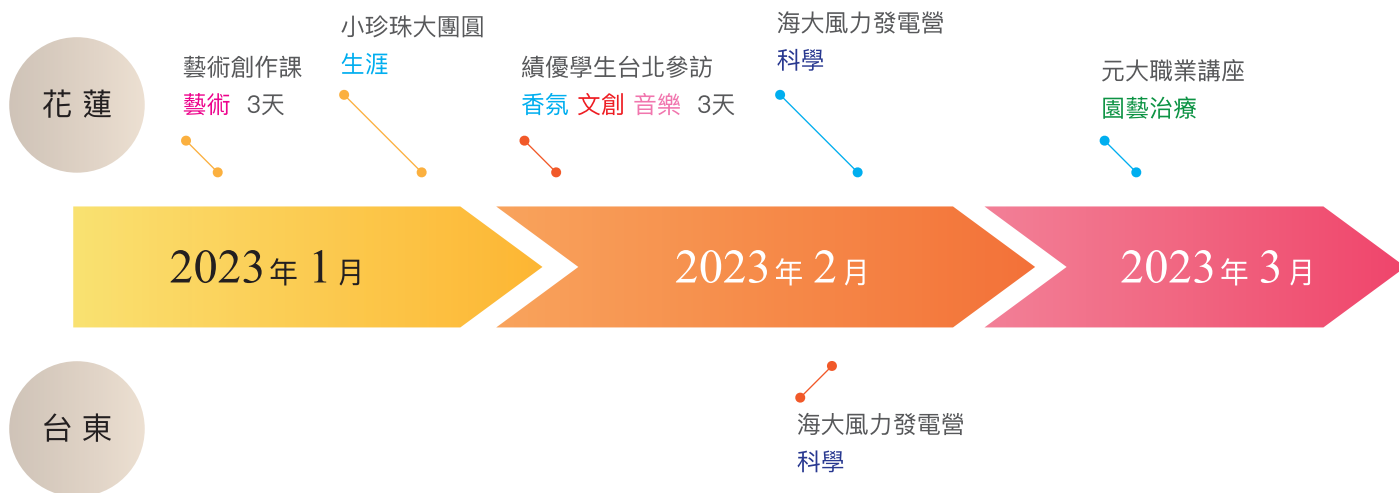 花蓮
藝術創作課
藝術 3天
小珍珠大團圓
生涯
績優學生台北參訪
香氛 文創 音樂 3天
海大風力發電營
科學
元大職業講座
園藝治療
2023年 1月
2023年 2月
2023年 3月
台東
海大風力發電營
科學